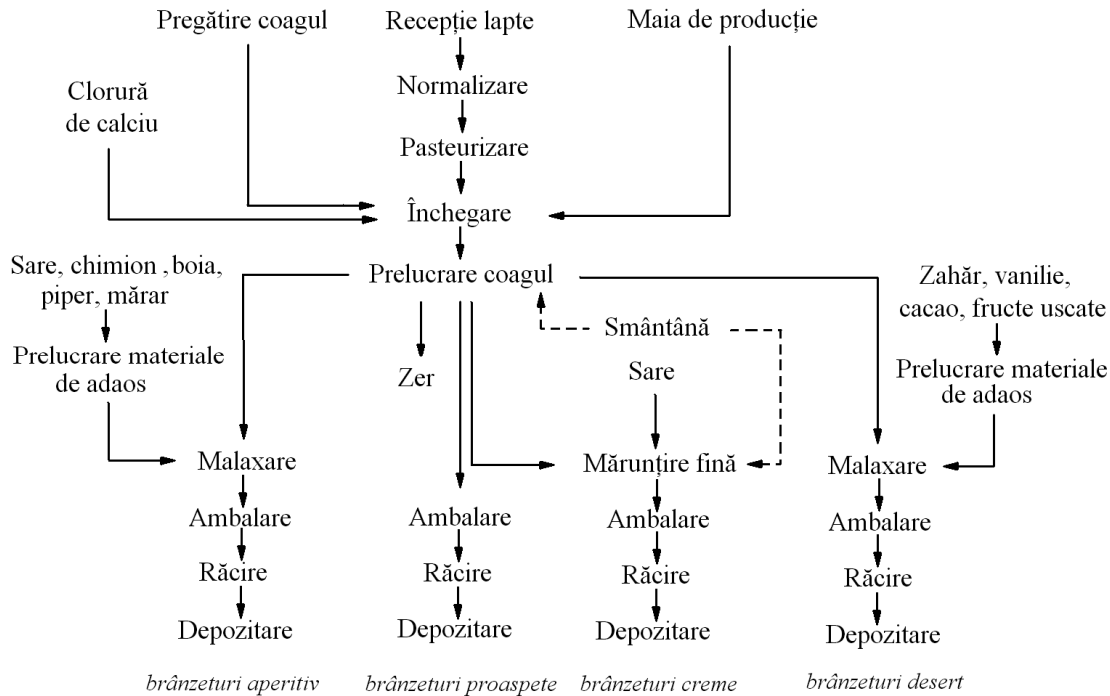 Pregătire coagul
Recepție lapte
Maia de producție
Clorură
de calciu
Normalizare
Pasteurizare
Închegare
Sare, chimion ,boia,
piper, mărar
Prelucrare coagul
Zahăr, vanilie,
cacao, fructe uscate
Smântână
Prelucrare materiale
de adaos
Zer
Sare
Prelucrare materiale
de adaos
Malaxare
Mărunțire fină
Malaxare
Ambalare
Ambalare
Ambalare
Ambalare
Răcire
Răcire
Răcire
Răcire
Depozitare
Depozitare
Depozitare
Depozitare
brânzeturi aperitiv
brânzeturi proaspete
brânzeturi creme
brânzeturi desert